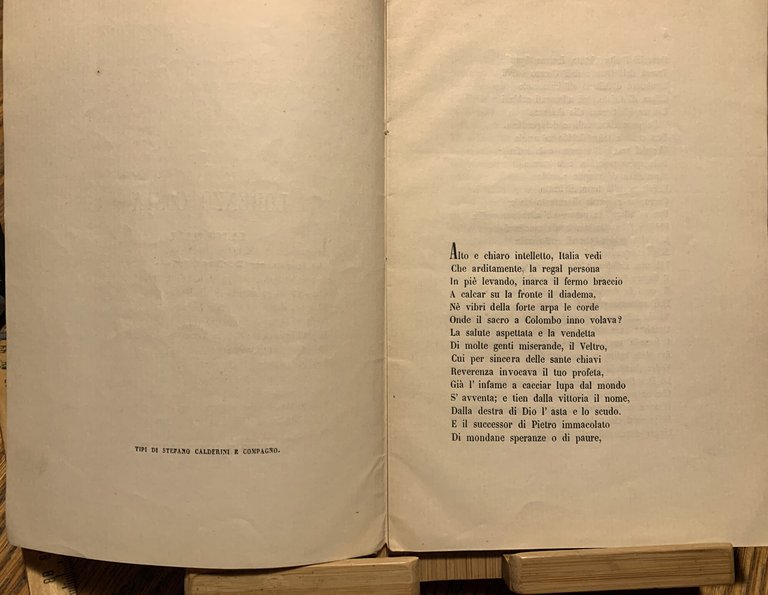 TIPI DI STEFANO CALDERINI E COMPAGNO.
Alto e chiaro intelletto, Italia vedi
Che arditamente, la regal persona
In piè levando, inarca il fermo braccio
A calcar su la fronte il diadema,
Nè vibri della forte arpa le corde
Onde il sacro a Colombo inno volava?
La salute aspettata e la vendetta
Di molte genti miserande, il Veltro,
Cui per sincera delle sante chiavi
Reverenza invocava il tuo profeta,
Già l' infame a cacciar lupa dal mondo
S' avventa; e tien dalla vittoria il nome,
Dalla destra di Dio l' asta e lo scudo.
E il successor di Pietro immacolato
Di mondane speranze o di paure,